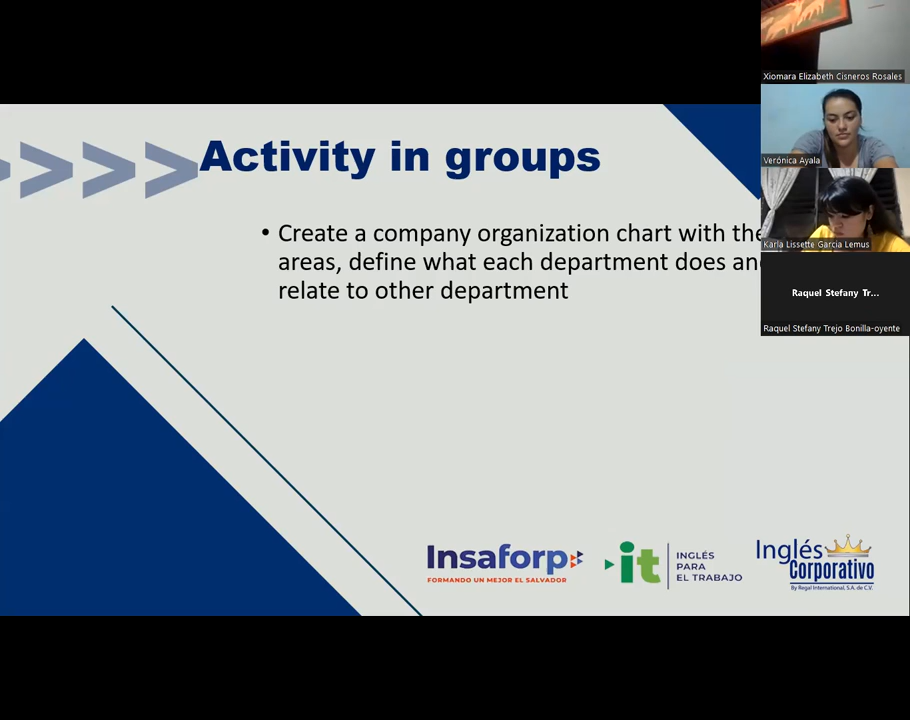 Xiomara Elizabeth Cisneros Rosales
Verónica Ayala
Karla Lissette Garcia Lemus
Raquel Stefany Tr...
Raquel Stefany Trejo Bonilla-oyente
>>>>
Activity in groups
• Create a company organization chart with the
areas, define what each department does an
relate to other department
Insaforp
FORMANDO UN MEJOR EL SALVADOR
it
INGLÉS
PARA
EL TRABAJO
Inglés
Corporativo
By Regal International, S.A. de C.V.